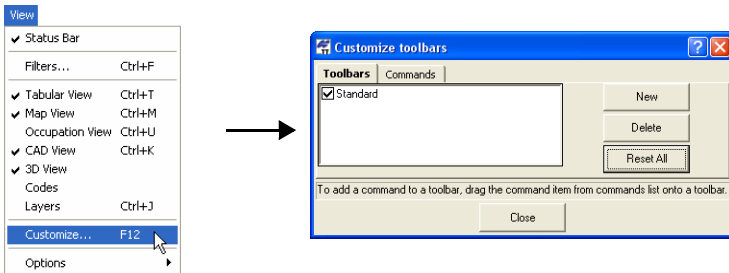 View
Status Bar
Filters... Ctrl+F
Tabular View Ctrl+T
Map View Ctrl+M
Occupation View Ctrl+U
CAD View Ctrl+K
3D View
Codes
Layers Ctrl+J
Customize... F12
Options
Customize toolbars
Toolbars Commands
Standard
New
Delete
Reset All
To add a command to a toolbar, drag the command item from commands list onto a toolbar.
Close